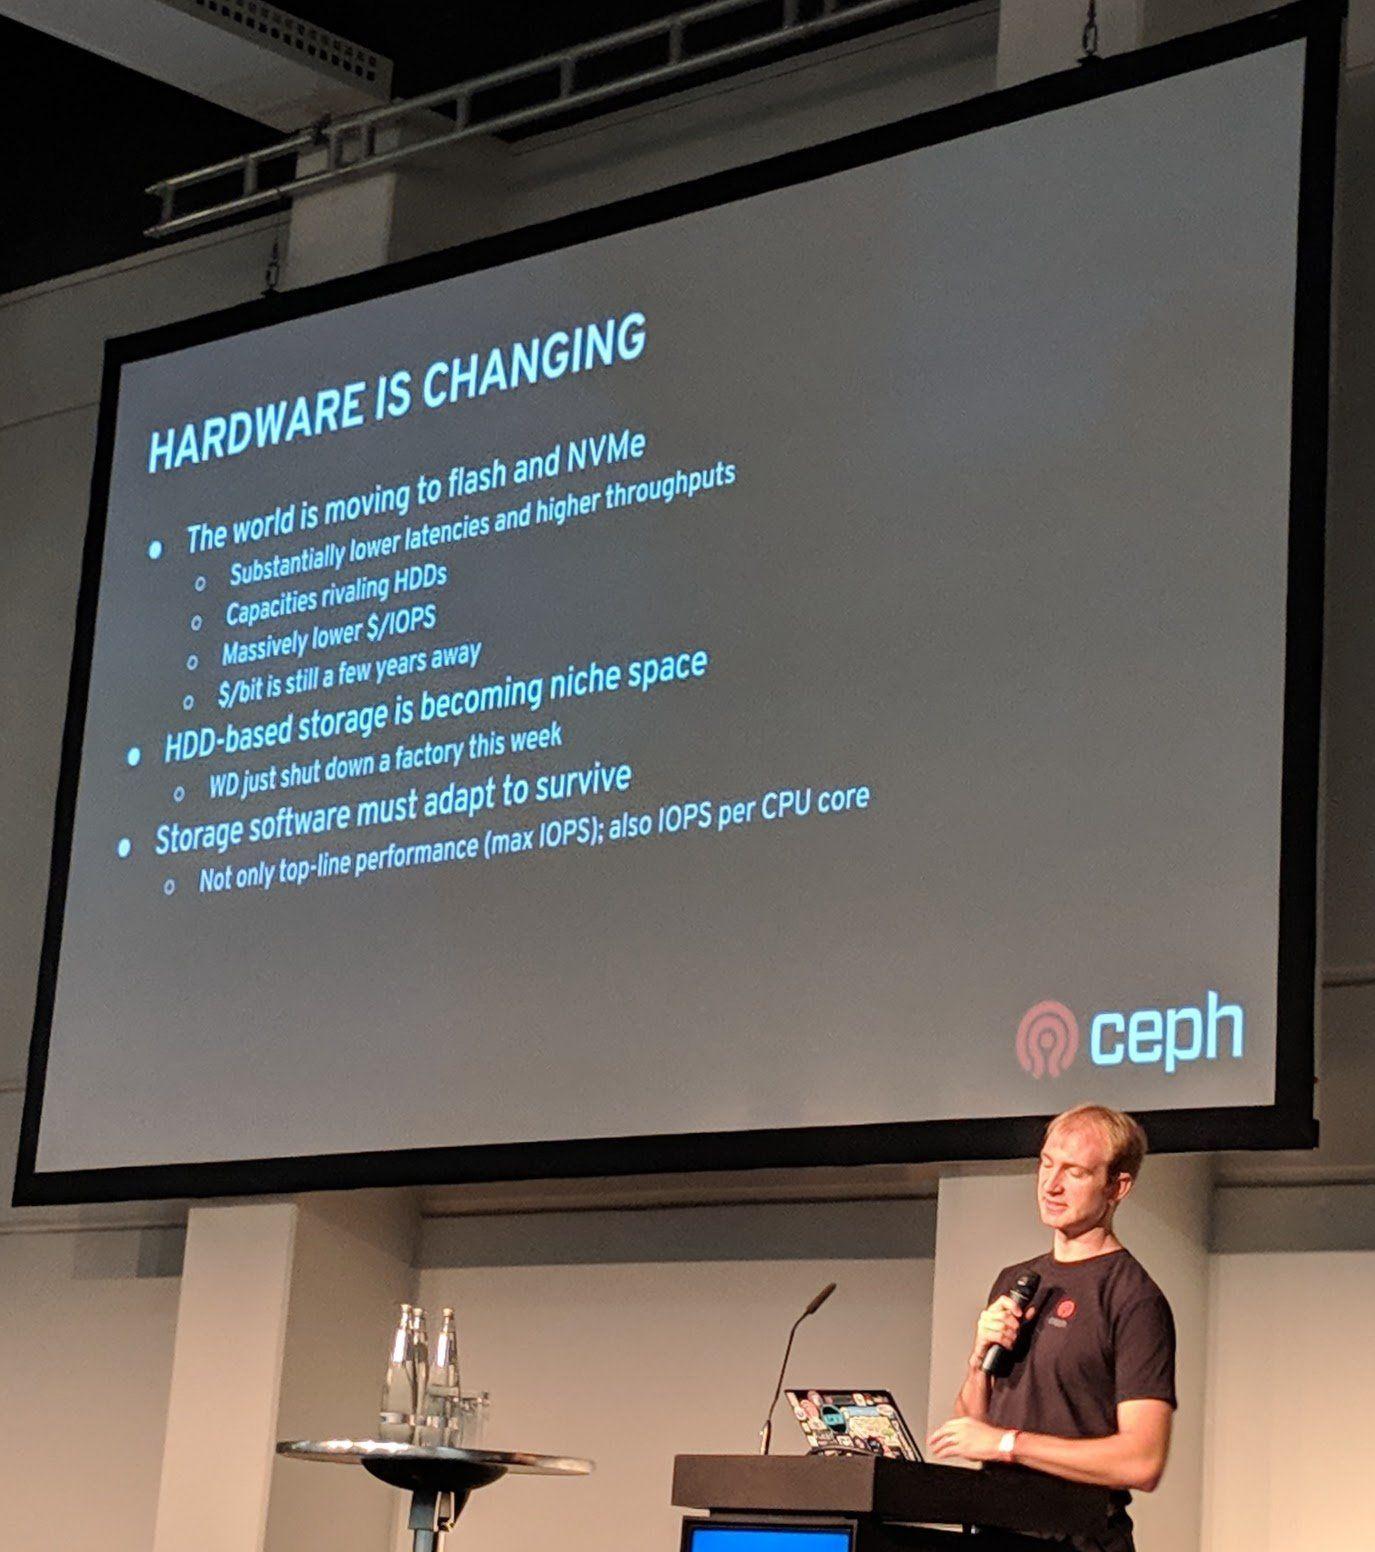 HARDWARE IS CHANGING
● The world is moving to flash and NVMe
○ Substantially lower latencies and higher throughputs
○ Capacities rivaling HDDs
○ Massively lower $/IOPS
○ $/bit is still a few years away
● HDD-based storage is becoming niche space
○ WD just shut down a factory this week
● Storage software must adapt to survive
○ Not only top-line performance (max IOPS); also IOPS per CPU core
ceph
ceph